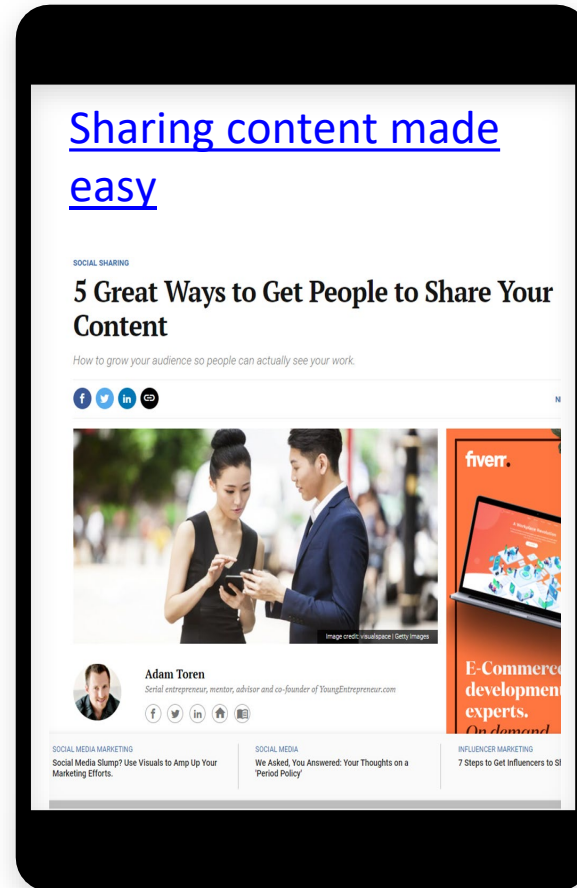 Sharing content made
easy
SOCIAL SHARING
5 Great Ways to Get People to Share Your
Content
How to grow your audience so people can actually see your work.
N
fiverr.
Image credit: visualspace | Getty Images
E-Commerce
development
experts.
On demand
Adam Toren
Serial entrepreneur, mentor, advisor and co-founder of YoungEntrepreneur.com
SOCIAL MEDIA MARKETING
Social Media Slump? Use Visuals to Amp Up Your
Marketing Efforts.
SOCIAL MEDIA
We Asked, You Answered: Your Thoughts on a
'Period Policy'
INFLUENCER MARKETING
7 Steps to Get Influencers to